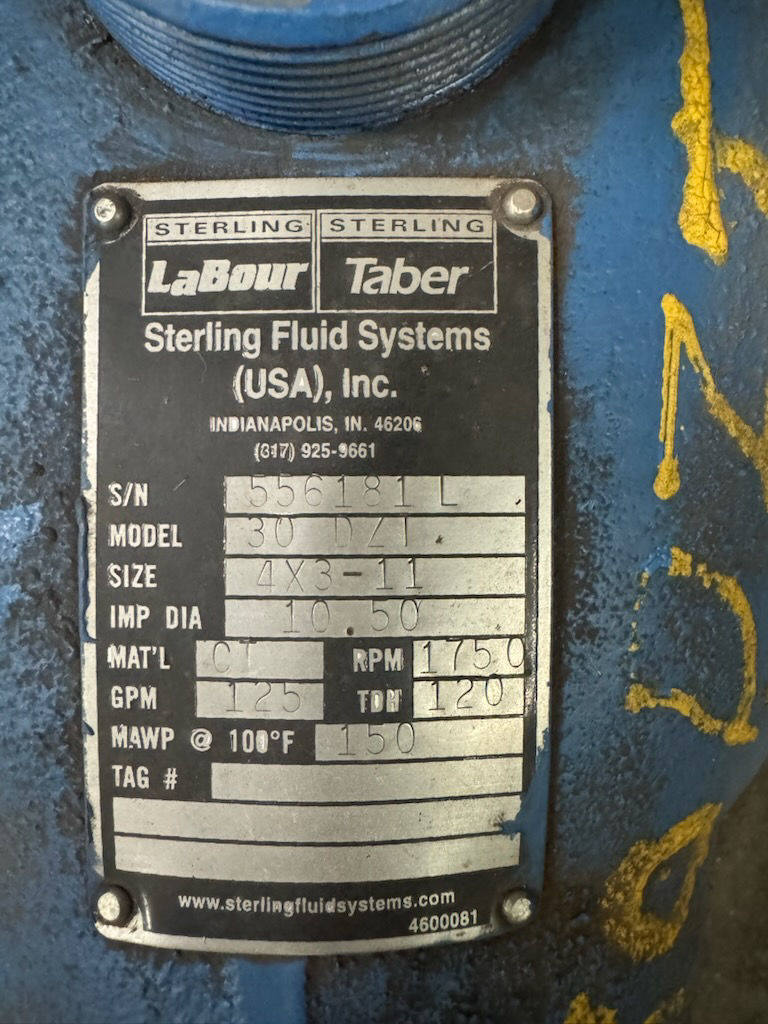 STERLING STERLING
LaBour Taber
Sterling Fluid Systems
(USA), Inc.
INDIANAPOLIS, IN. 46206
(317) 925-9661
S/N 556181 L
MODEL 30 DZT
SIZE 4X3-11
IMP DIA 10.50
MAT'L CT RPM 1750
GPM 125 TDH 120
MAWP @ 100°F 150
TAG #
www.sterlingfluidsystems.com
4600081